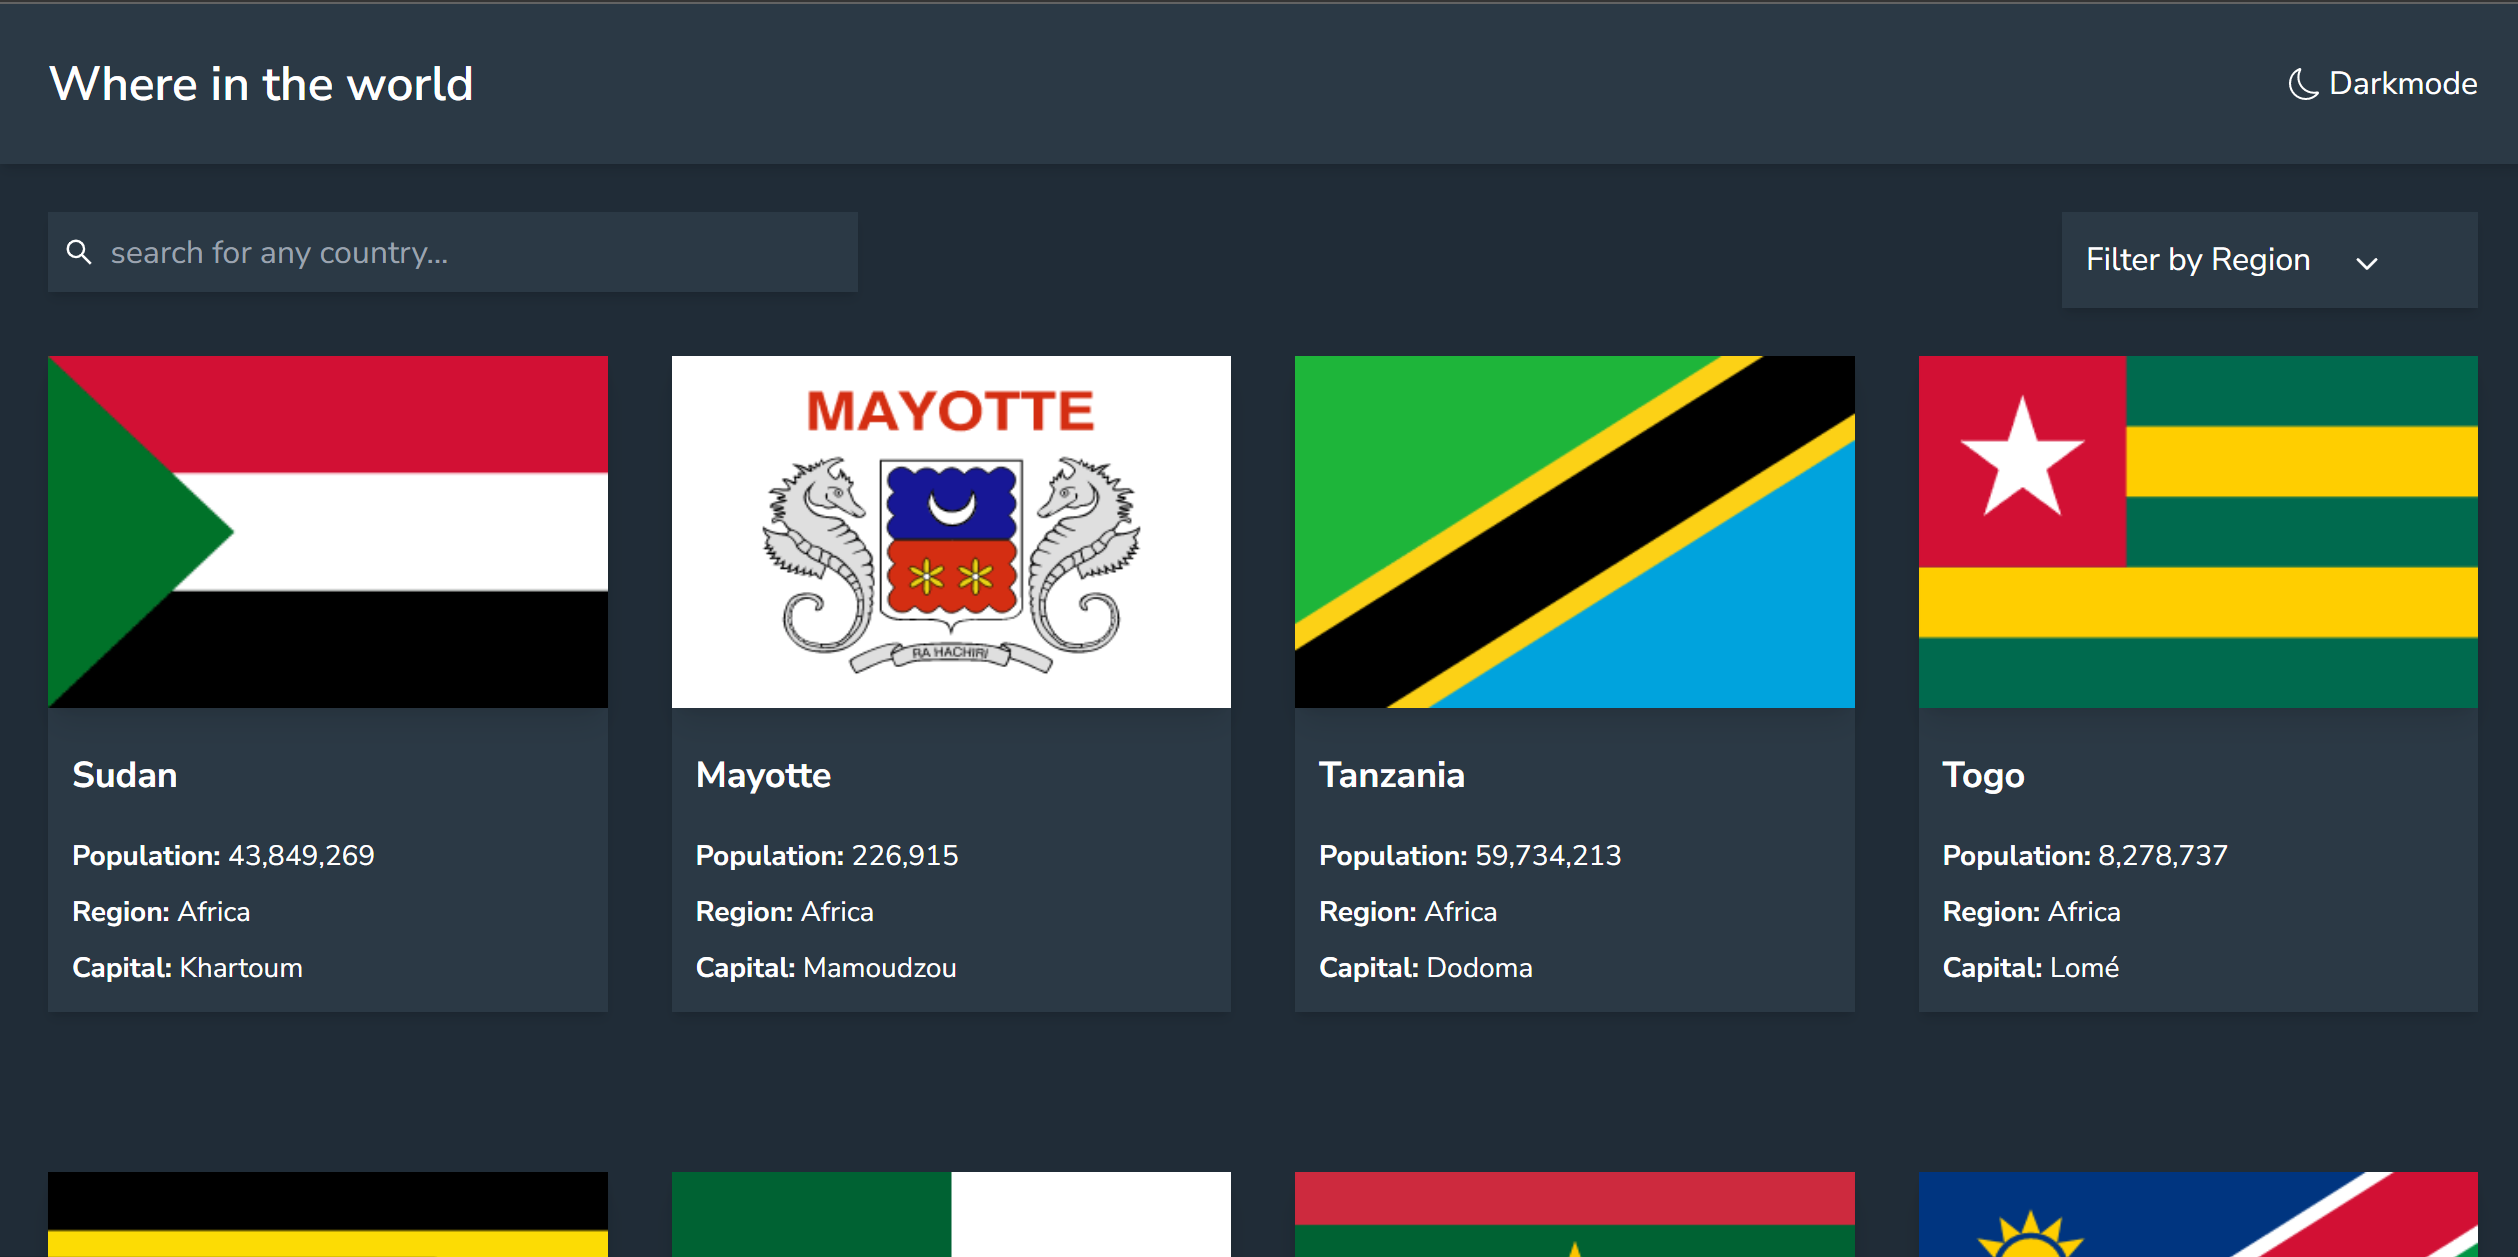 Where in the world
Darkmode
search for any country...
Filter by Region
MAYOTTE
RA HACHIRI
Sudan
Population: 43,849,269
Region: Africa
Capital: Khartoum
Mayotte
Population: 226,915
Region: Africa
Capital: Mamoudzou
Tanzania
Population: 59,734,213
Region: Africa
Capital: Dodoma
Togo
Population: 8,278,737
Region: Africa
Capital: Lomé